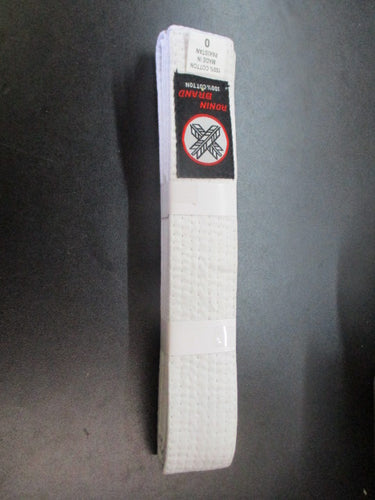 RONIN
BRAND
100% COTTON
100% COTTON
MADE IN
PAKISTAN
0